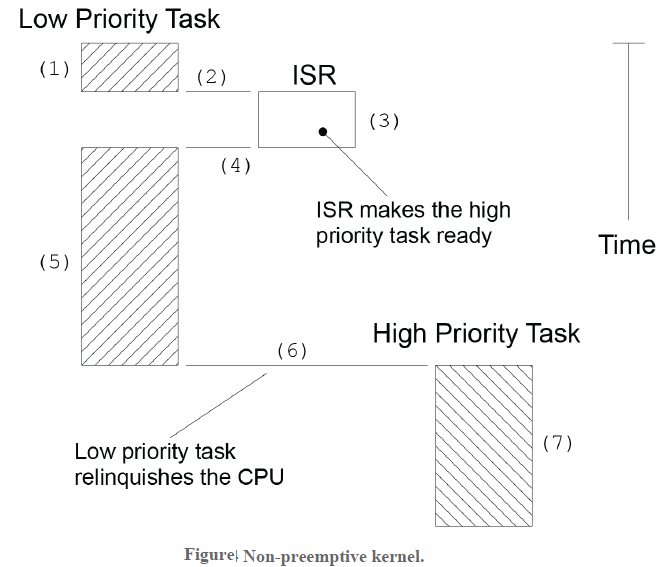 Low Priority Task
(1)
(2)
ISR
(3)
(4)
ISR makes the high
priority task ready
Time
(5)
High Priority Task
(6)
Low priority task
relinquishes the CPU
(7)
Figure Non-preemptive kernel.